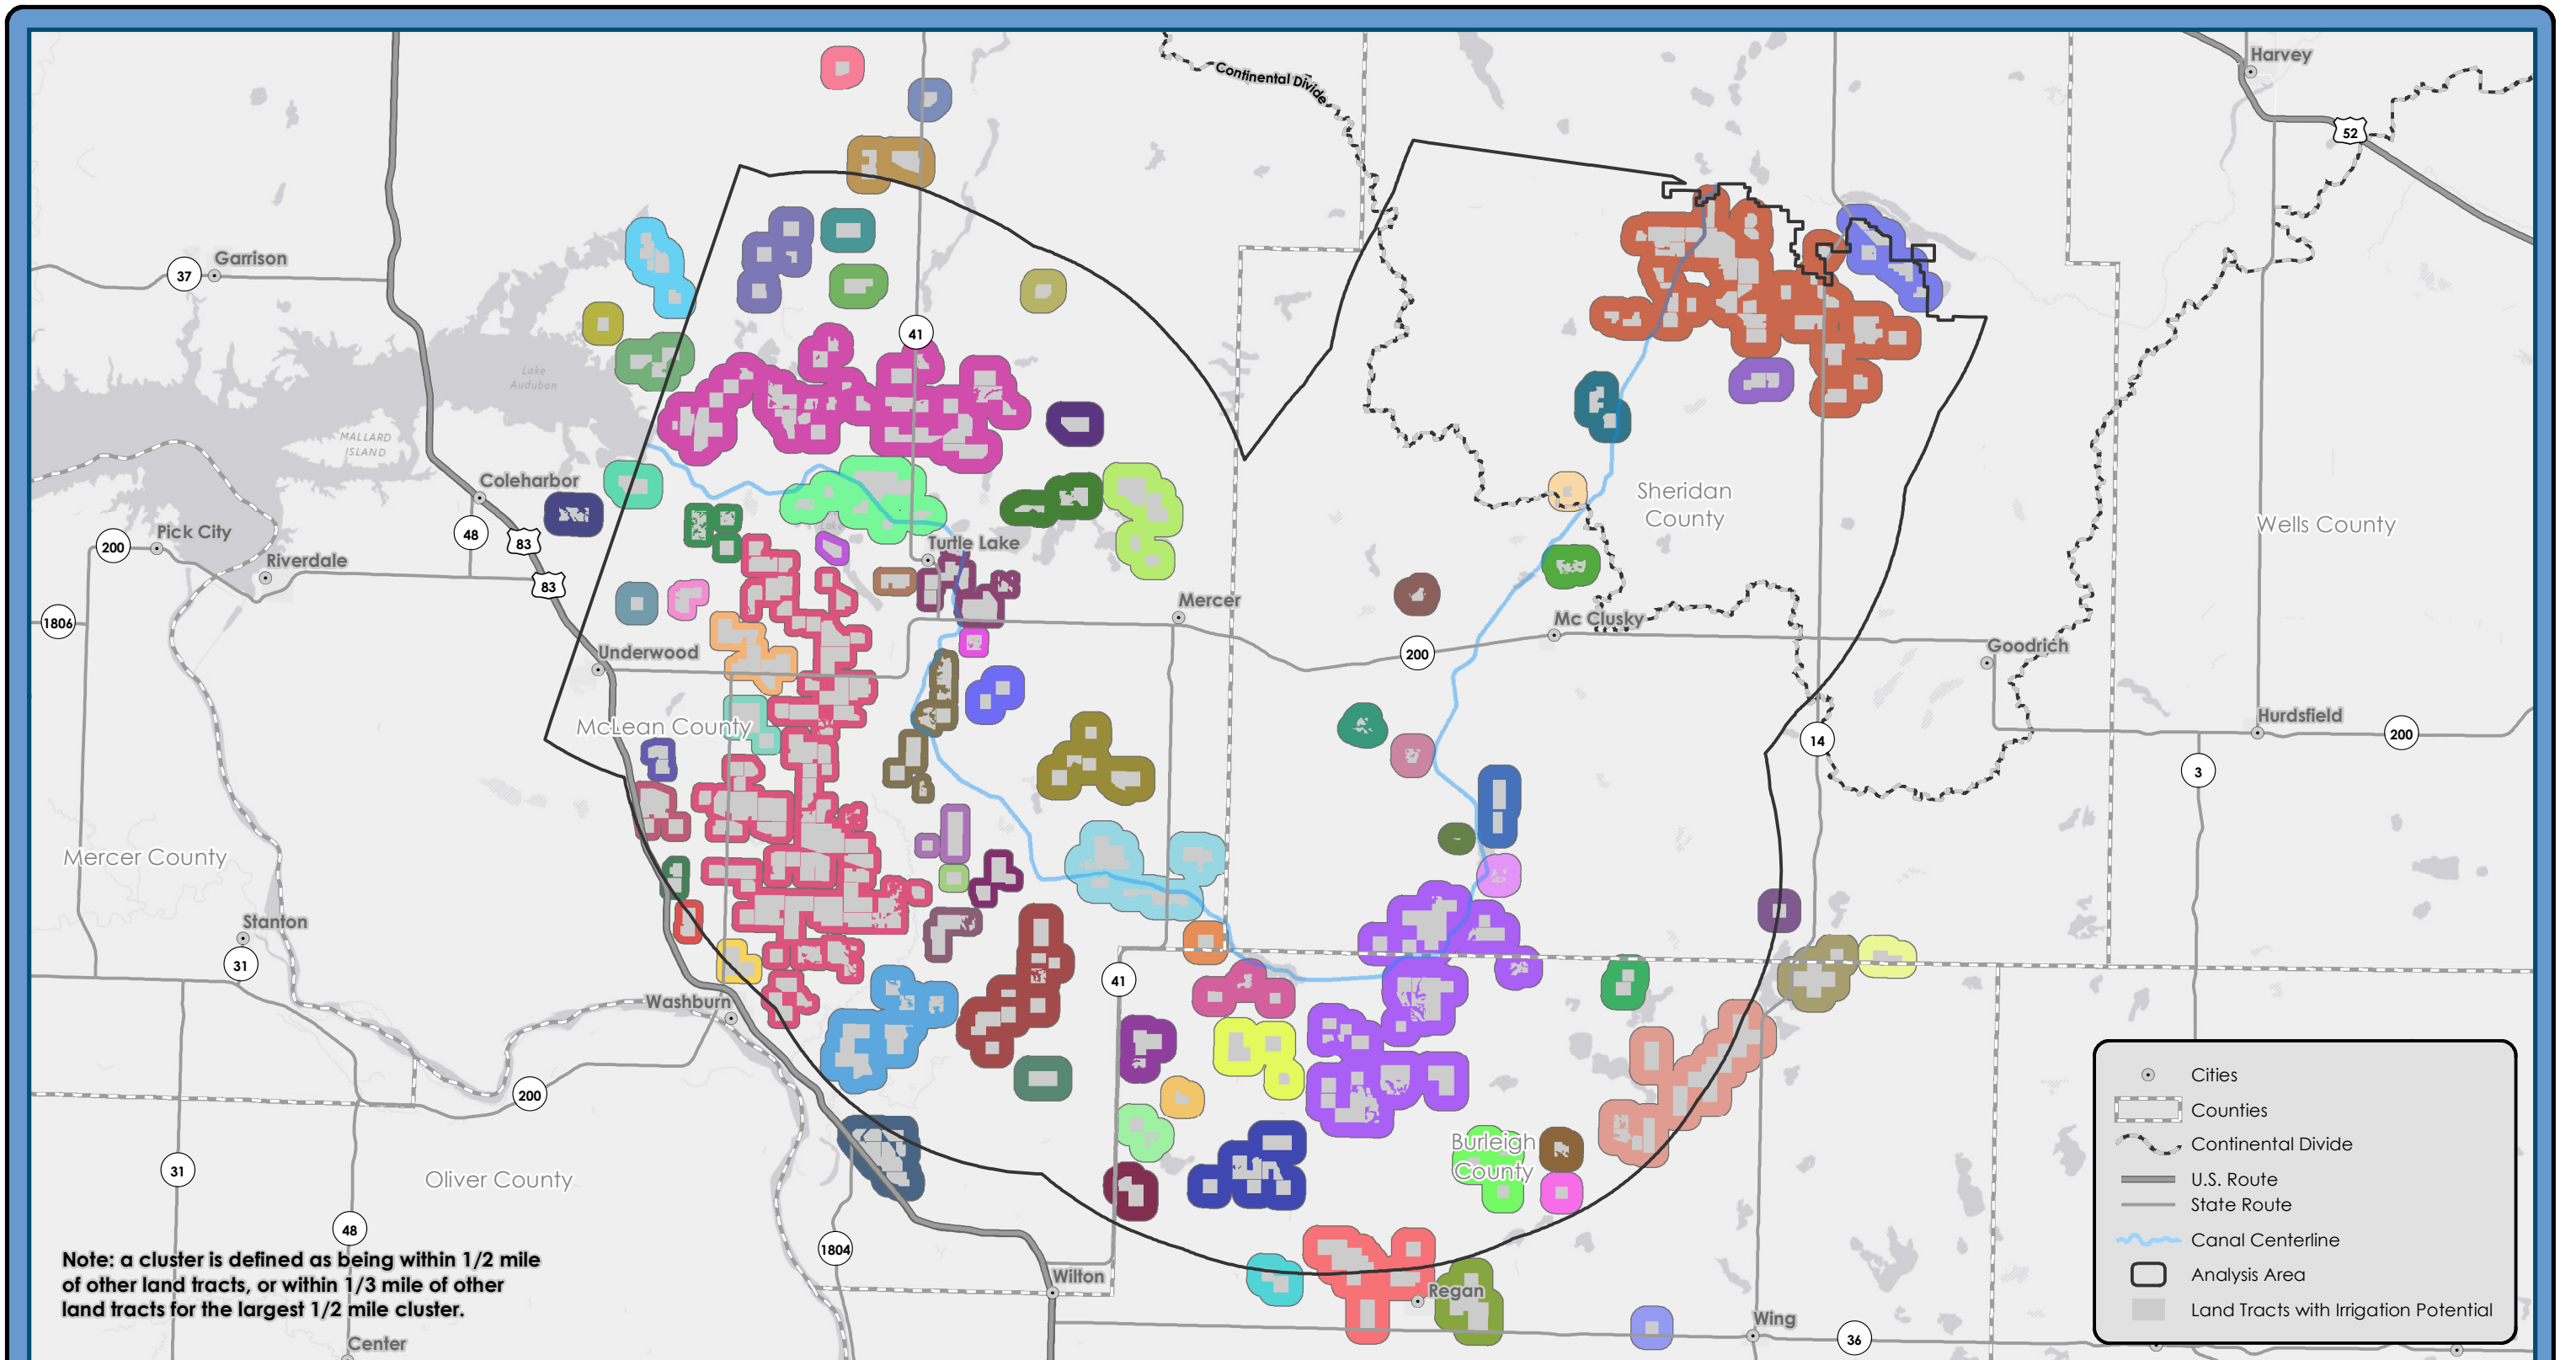 Continental Divide
Harvey
52
Garrison
37
41
Lake
Audubon
MALLARD
ISLAND
Coleharbor
Sheridan
County
Wells County
Pick City
48
83
200
Turtle Lake
Riverdale
83
Mercer
1806
Mc Clusky
200
Goodrich
Underwood
McLean County
Hurdsfield
14
200
3
Mercer County
Stanton
31
41
Washburn
200
Burleigh
County
31
Oliver County
48
1804
Wilton
Regan
Wing
36
Center
Note: a cluster is defined as being within 1/2 mile
of other land tracts, or within 1/3 mile of other
land tracts for the largest 1/2 mile cluster.
Cities
Counties
Continental Divide
U.S. Route
State Route
Canal Centerline
Analysis Area
Land Tracts with Irrigation Potential